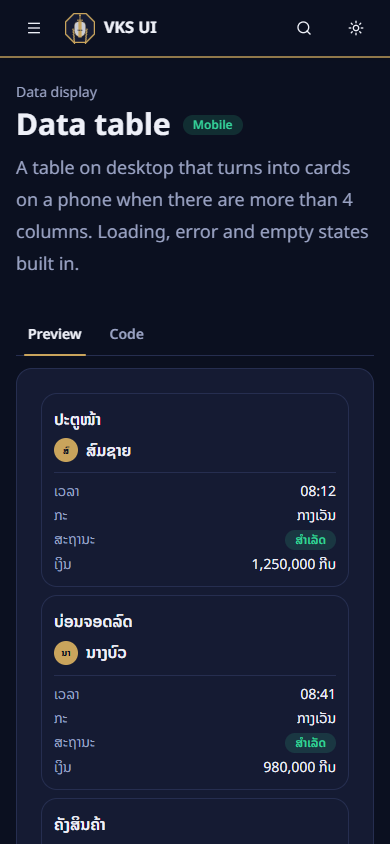 VKS UI
Data display
Data table Mobile
A table on desktop that turns into cards
on a phone when there are more than 4
columns. Loading, error and empty states
built in.
Preview Code
ປະຕູໜ້າ
ສົ ສົມຊາຍ
ເວລາ 08:12
ກະ ກາງເວັນ
ສະຖານະ ສຳເລັດ
ເງິນ 1,250,000 ກີບ
ບ່ອນຈອດລົດ
ນາ ນາງບົວ
ເວລາ 08:41
ກະ ກາງເວັນ
ສະຖານະ ສຳເລັດ
ເງິນ 980,000 ກີບ
ຄັງສິນຄ້າ